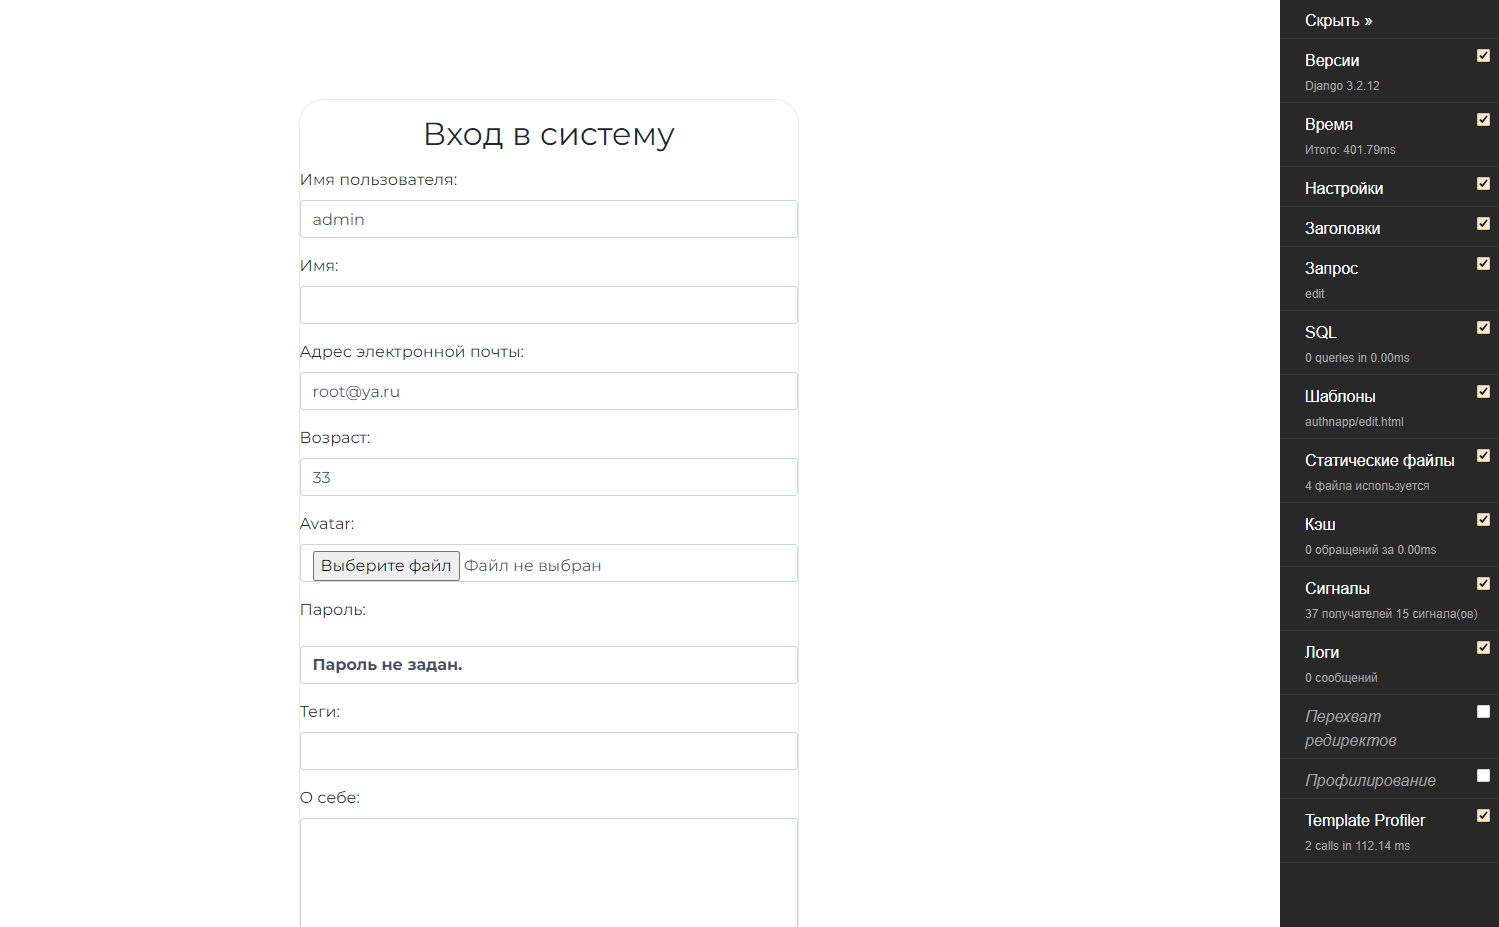 Вход в систему
Имя пользователя:
admin
Имя:
Адрес электронной почты:
root@ya.ru
Возраст:
33
Avatar:
Выберите файл Файл не выбран
Пароль:
Пароль не задан.
Теги:
О себе:
Скрыть »
Версии
Django 3.2.12
Время
Итого: 401.79ms
Настройки
Заголовки
Запрос
edit
SQL
0 queries in 0.00ms
Шаблоны
authnapp/edit.html
Статические файлы
4 файла используется
Кэш
0 обращений за 0.00ms
Сигналы
37 получателей 15 сигнала(ов)
Логи
0 сообщений
Перехват
редиректов
Профилирование
Template Profiler
2 calls in 112.14 ms